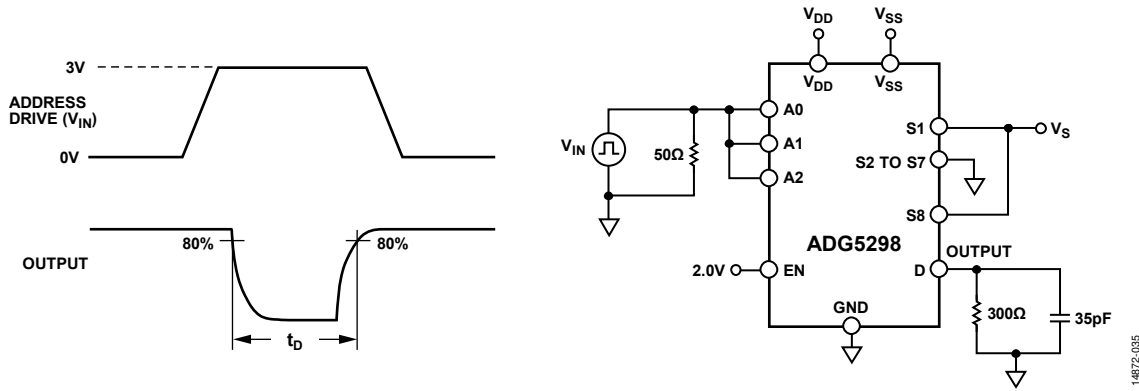 3V
ADDRESS
DRIVE (VIN)
0V
80%
80%
OUTPUT
tD
VDD
VSS
VDD
VSS
A0
A1
A2
VIN
50Ω
S1
VS
S2 TO S7
S8
ADG5298
OUTPUT
2.0V
EN
D
GND
300Ω
35pF
14872-035